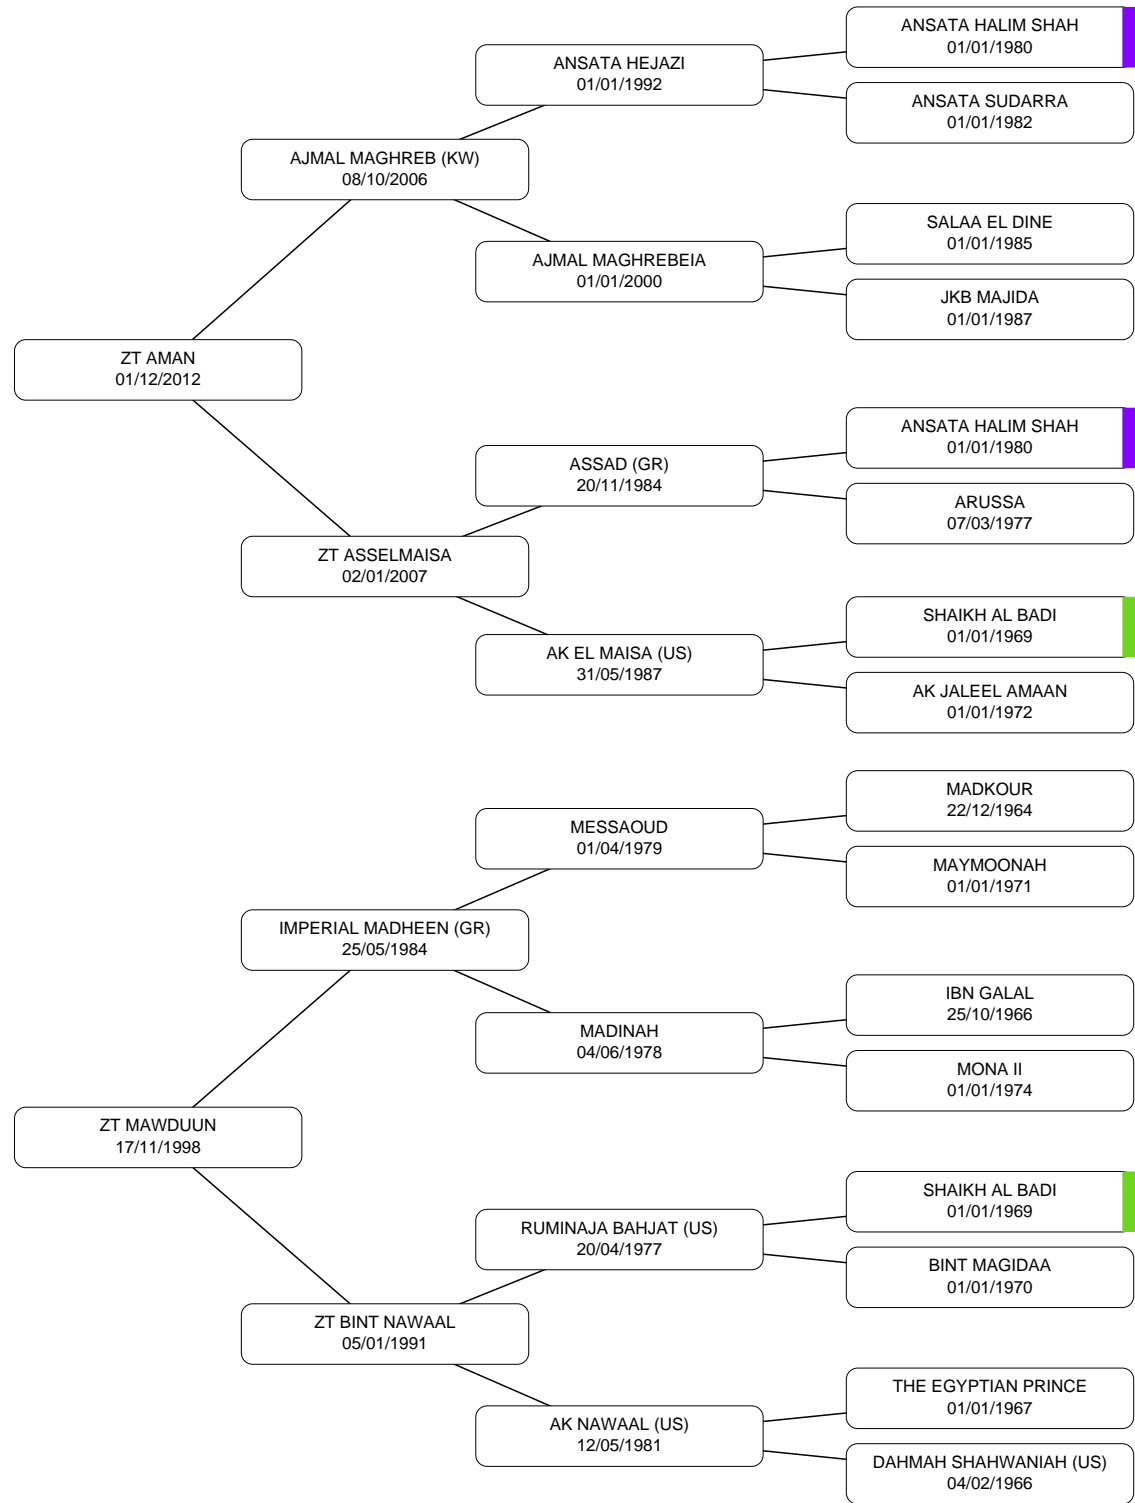 ANSATA HALIM SHAH
01/01/1980
ANSATA HEJAZI
01/01/1992
ANSATA SUDARRA
01/01/1982
AJMAL MAGHREB (KW)
08/10/2006
SALAA EL DINE
01/01/1985
AJMAL MAGHREBEIA
01/01/2000
JKB MAJIDA
01/01/1987
ZT AMAN
01/12/2012
ANSATA HALIM SHAH
01/01/1980
ASSAD (GR)
20/11/1984
ARUSSA
07/03/1977
ZT ASSELMAISA
02/01/2007
SHAIKH AL BADI
01/01/1969
AK EL MAISA (US)
31/05/1987
AK JALEEL AMAAN
01/01/1972
MADKOUR
22/12/1964
MESSAOUD
01/04/1979
MAYMOONAH
01/01/1971
IMPERIAL MADHEEN (GR)
25/05/1984
IBN GALAL
25/10/1966
MADINAH
04/06/1978
MONA II
01/01/1974
ZT MAWDUUN
17/11/1998
SHAIKH AL BADI
01/01/1969
RUMINAJA BAHJAT (US)
20/04/1977
BINT MAGIDAA
01/01/1970
ZT BINT NAWAAL
05/01/1991
THE EGYPTIAN PRINCE
01/01/1967
AK NAWAAL (US)
12/05/1981
DAHMAH SHAHWANIAH (US)
04/02/1966